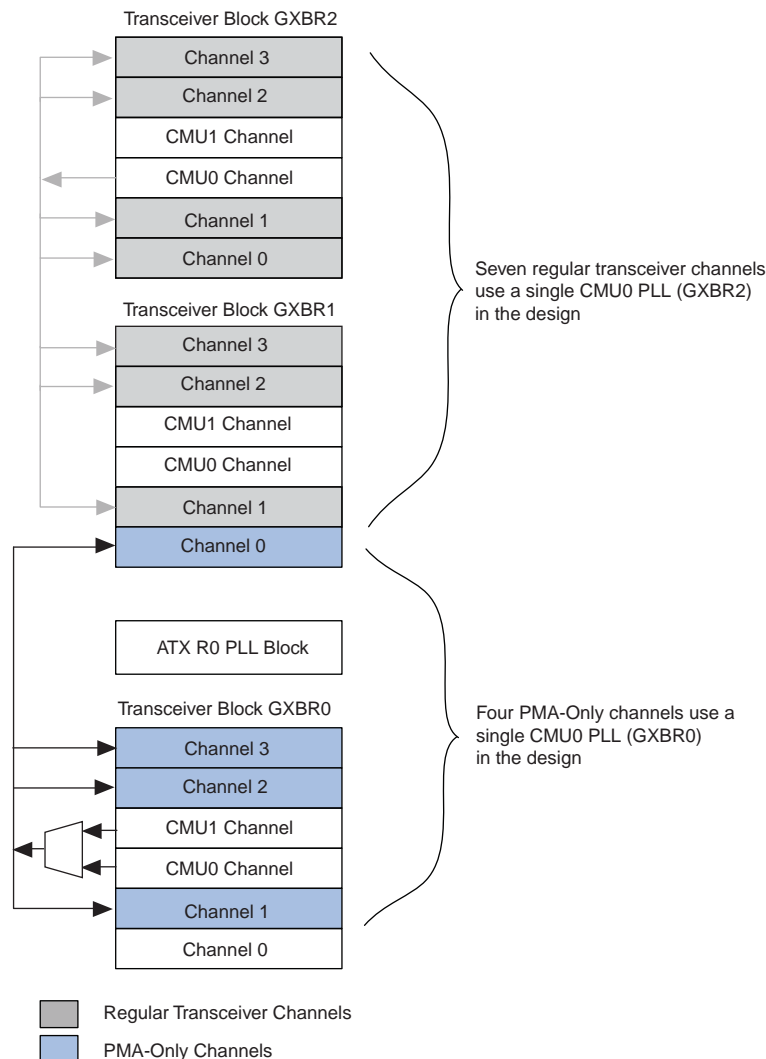 Transceiver Block GXBR2
Channel 3
Channel 2
CMU1 Channel
CMU0 Channel
Channel 1
Channel 0
Seven regular transceiver channels
use a single CMU0 PLL (GXBR2)
in the design
Transceiver Block GXBR1
Channel 3
Channel 2
CMU1 Channel
CMU0 Channel
Channel 1
Channel 0
ATX R0 PLL Block
Transceiver Block GXBR0
Channel 3
Channel 2
CMU1 Channel
CMU0 Channel
Channel 1
Channel 0
Four PMA-Only channels use a
single CMU0 PLL (GXBR0)
in the design
Regular Transceiver Channels
PMA-Only Channels